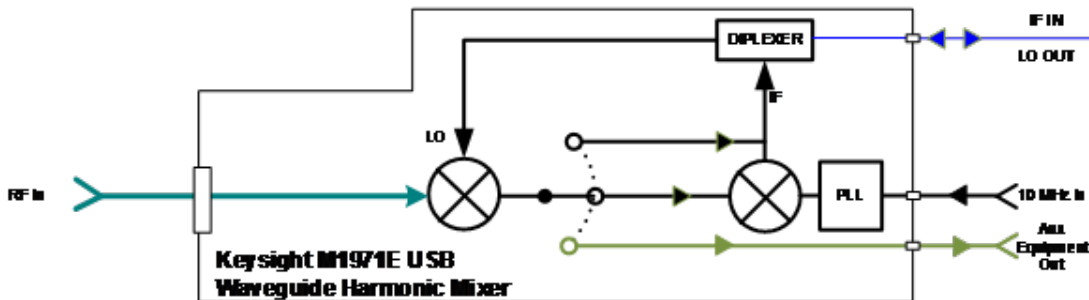 IF IN
DIPLEXER
LO OUT
IF
LO
RF In
PLL
10 MHz In
Aux
Equipment
Out
Keysight M1971E USB
Waveguide Harmonic Mixer